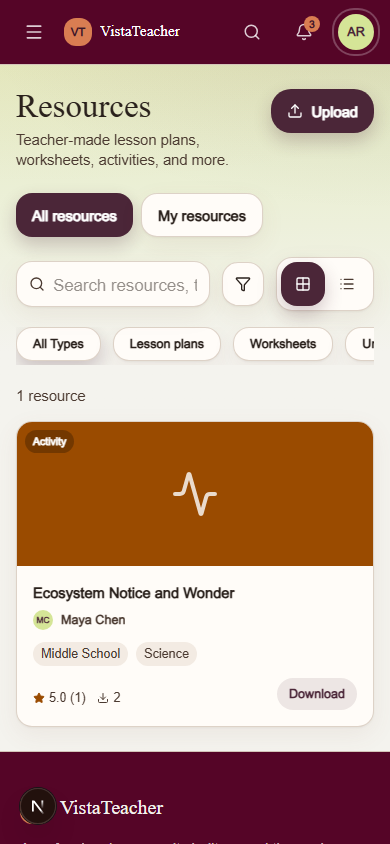 VT VistaTeacher 3 AR
Resources
Upload
Teacher-made lesson plans,
worksheets, activities, and more.
All resources My resources
Search resources, t
All Types Lesson plans Worksheets
1 resource
Activity
Ecosystem Notice and Wonder
MC Maya Chen
Middle School Science
5.0 (1) 2 Download
N VistaTeacher